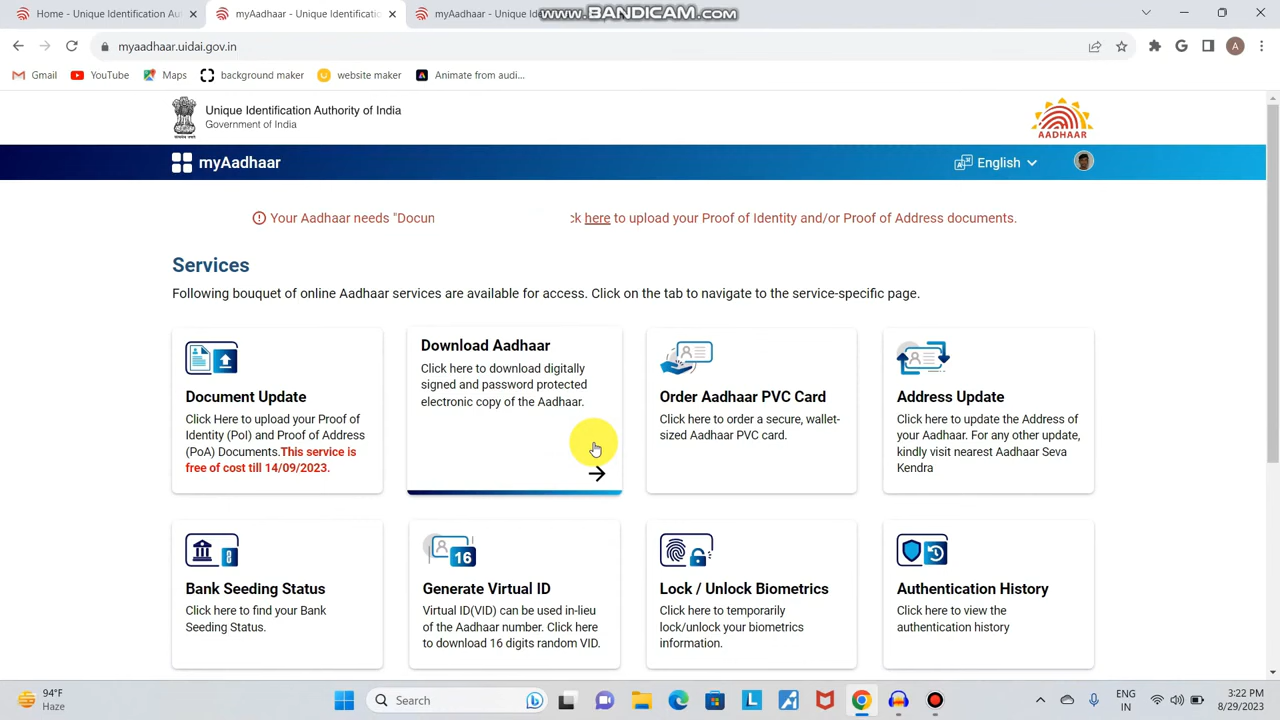 Home - Unique Identification Aut
myAadhaar - Unique Identificatio
myAadhaar - Unique Ide
WWW.BANDICAM.COM
myaadhaar.uidai.gov.in
A
Gmail
YouTube
Maps
background maker
website maker
Animate from audi...
Unique Identification Authority of India
Government of India
AADHAAR
myAadhaar
English
Your Aadhaar needs "Docun
ck here to upload your Proof of Identity and/or Proof of Address documents.
Services
Following bouquet of online Aadhaar services are available for access. Click on the tab to navigate to the service-specific page.
Document Update
Click Here to upload your Proof of
Identity (PoI) and Proof of Address
(PoA) Documents.This service is
free of cost till 14/09/2023.
Download Aadhaar
Click here to download digitally
signed and password protected
electronic copy of the Aadhaar.
Order Aadhaar PVC Card
Click here to order a secure, wallet-
sized Aadhaar PVC card.
Address Update
Click here to update the Address of
your Aadhaar. For any other update,
kindly visit nearest Aadhaar Seva
Kendra
Bank Seeding Status
Click here to find your Bank
Seeding Status.
16
Generate Virtual ID
Virtual ID(VID) can be used in-lieu
of the Aadhaar number. Click here
to download 16 digits random VID.
Lock / Unlock Biometrics
Click here to temporarily
lock/unlock your biometrics
information.
Authentication History
Click here to view the
authentication history
94°F
Haze
Search
L
ENG
IN
3:22 PM
8/29/2023